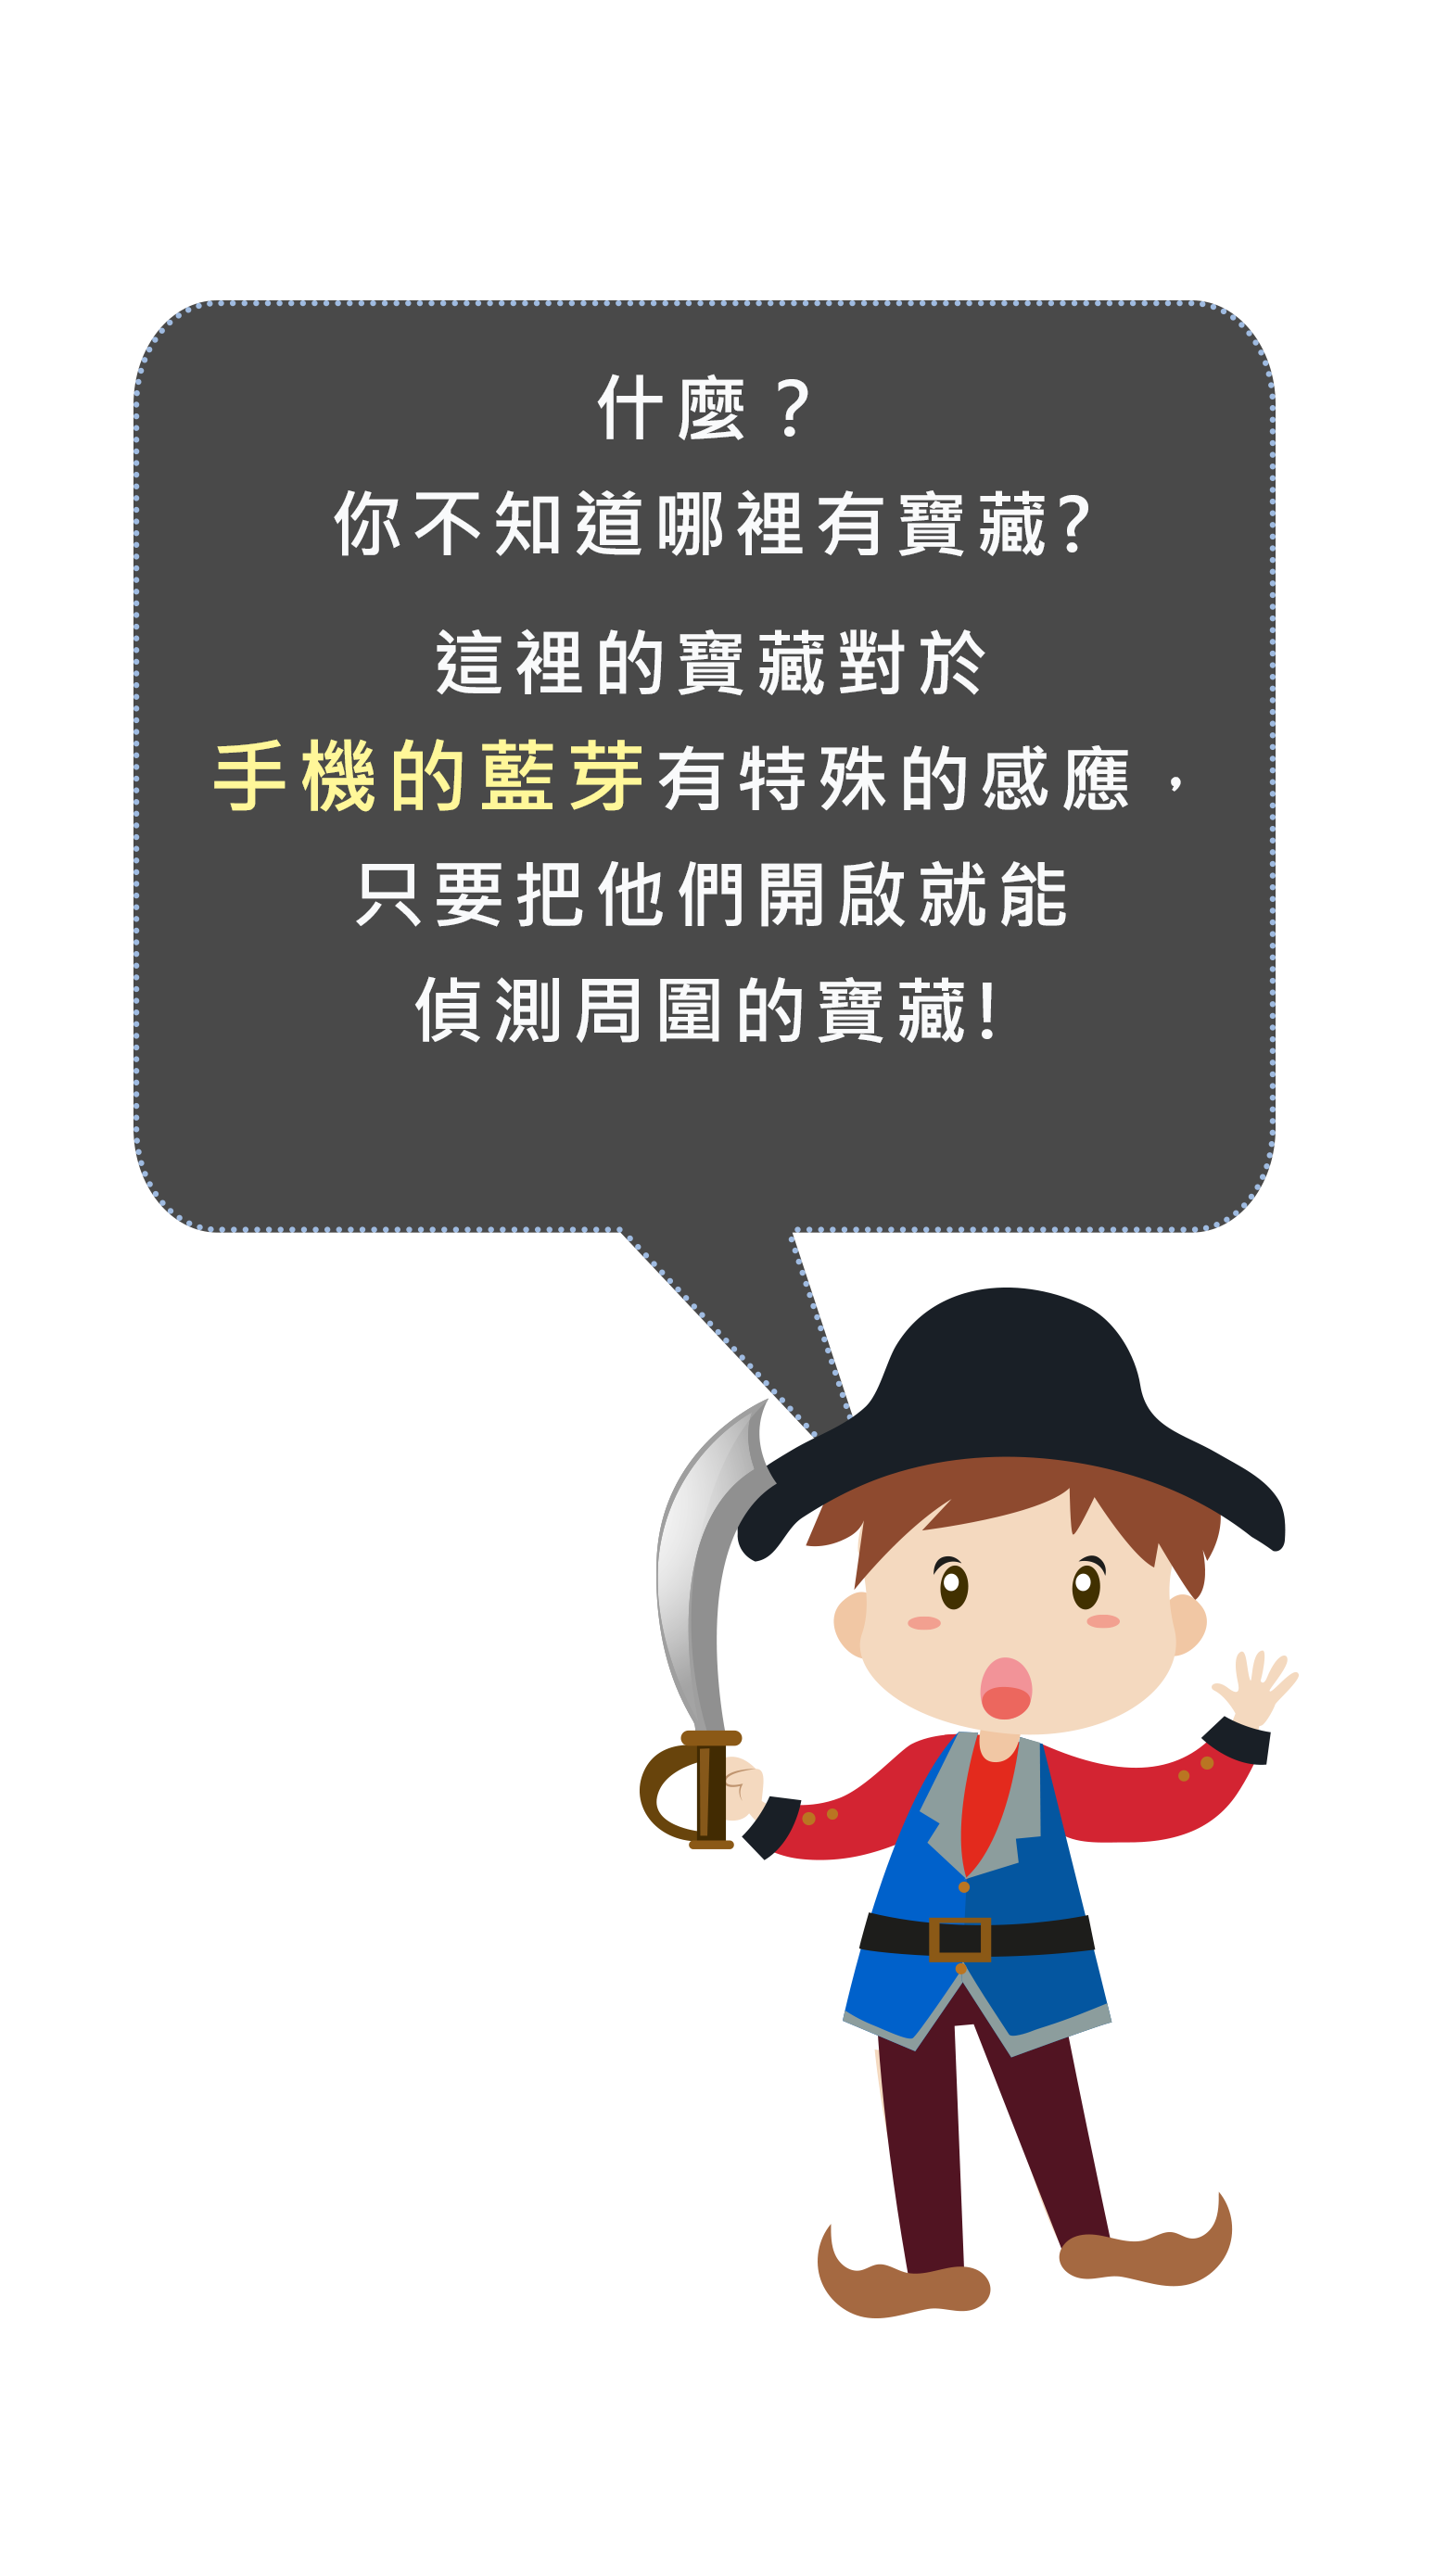 什麼？
你不知道哪裡有寶藏?
這裡的寶藏對於
手機的藍芽有特殊的感應，
只要把他們開啟就能
偵測周圍的寶藏!